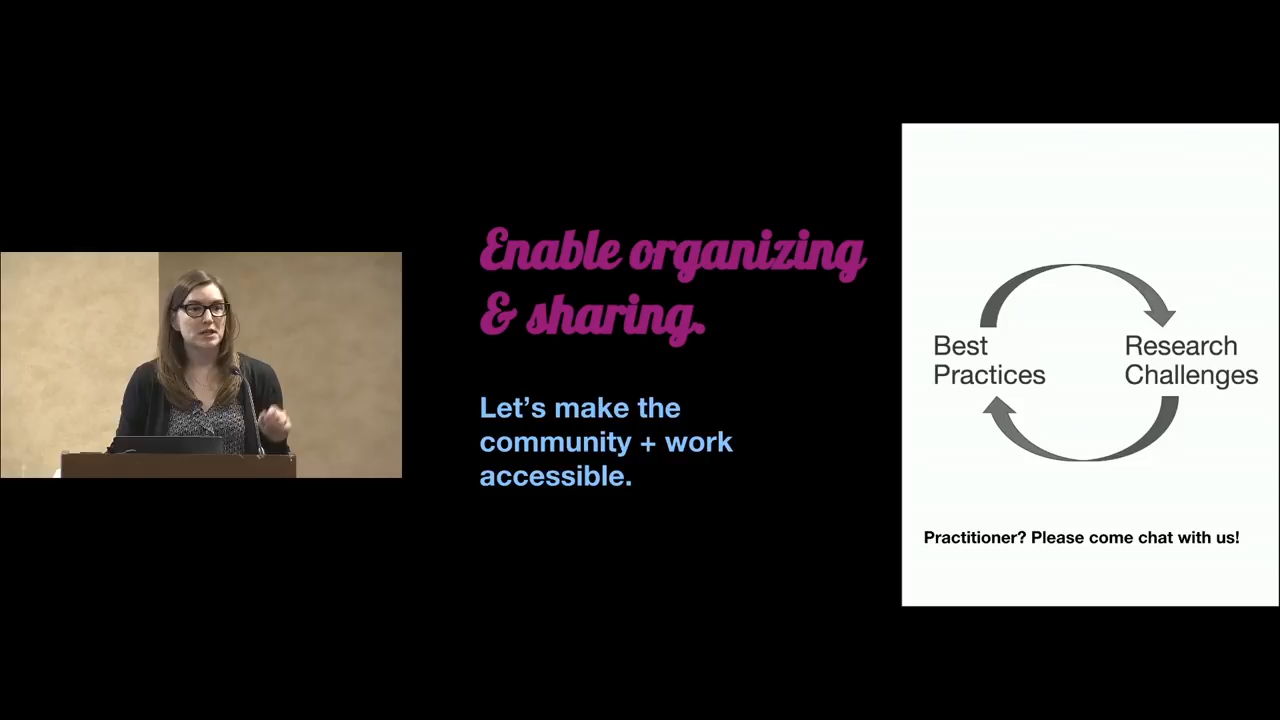 Enable organizing
& sharing.
Let's make the
community + work
accessible.
Best
Practices
Research
Challenges
Practitioner? Please come chat with us!